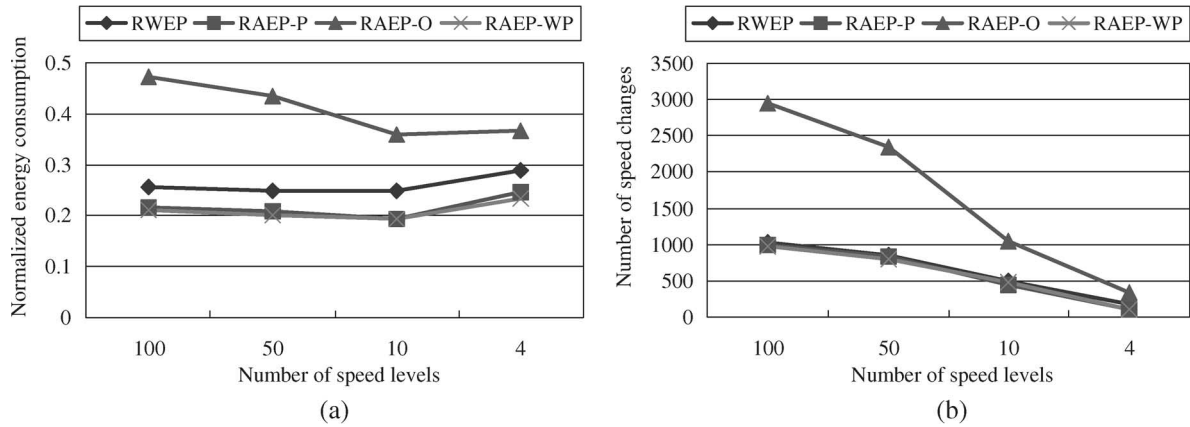 RWEP RAEP-P RAEP-O RAEP-WP
Normalized energy consumption
0.5
0.4
0.3
0.2
0.1
0
100 50 10 4
Number of speed levels
(a)
RWEP RAEP-P RAEP-O RAEP-WP
Number of speed changes
3500
3000
2500
2000
1500
1000
500
0
100 50 10 4
Number of speed levels
(b)